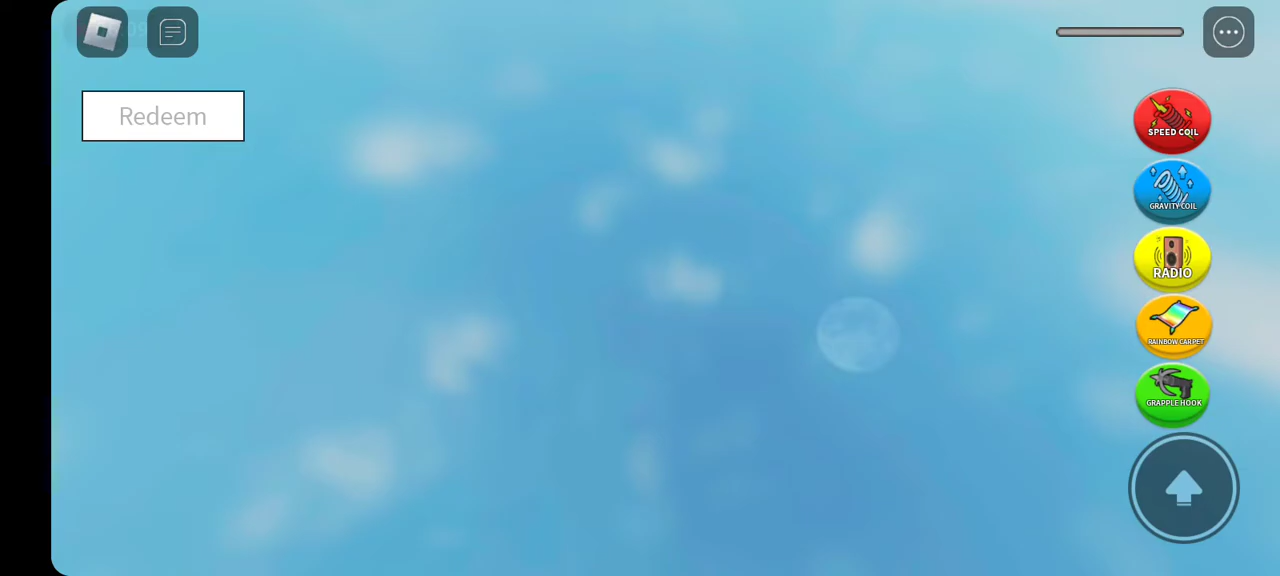 Redeem
SPEED COIL
GRAVITY COIL
RADIO
RAINBOW CARPET
GRAPPLE HOOK